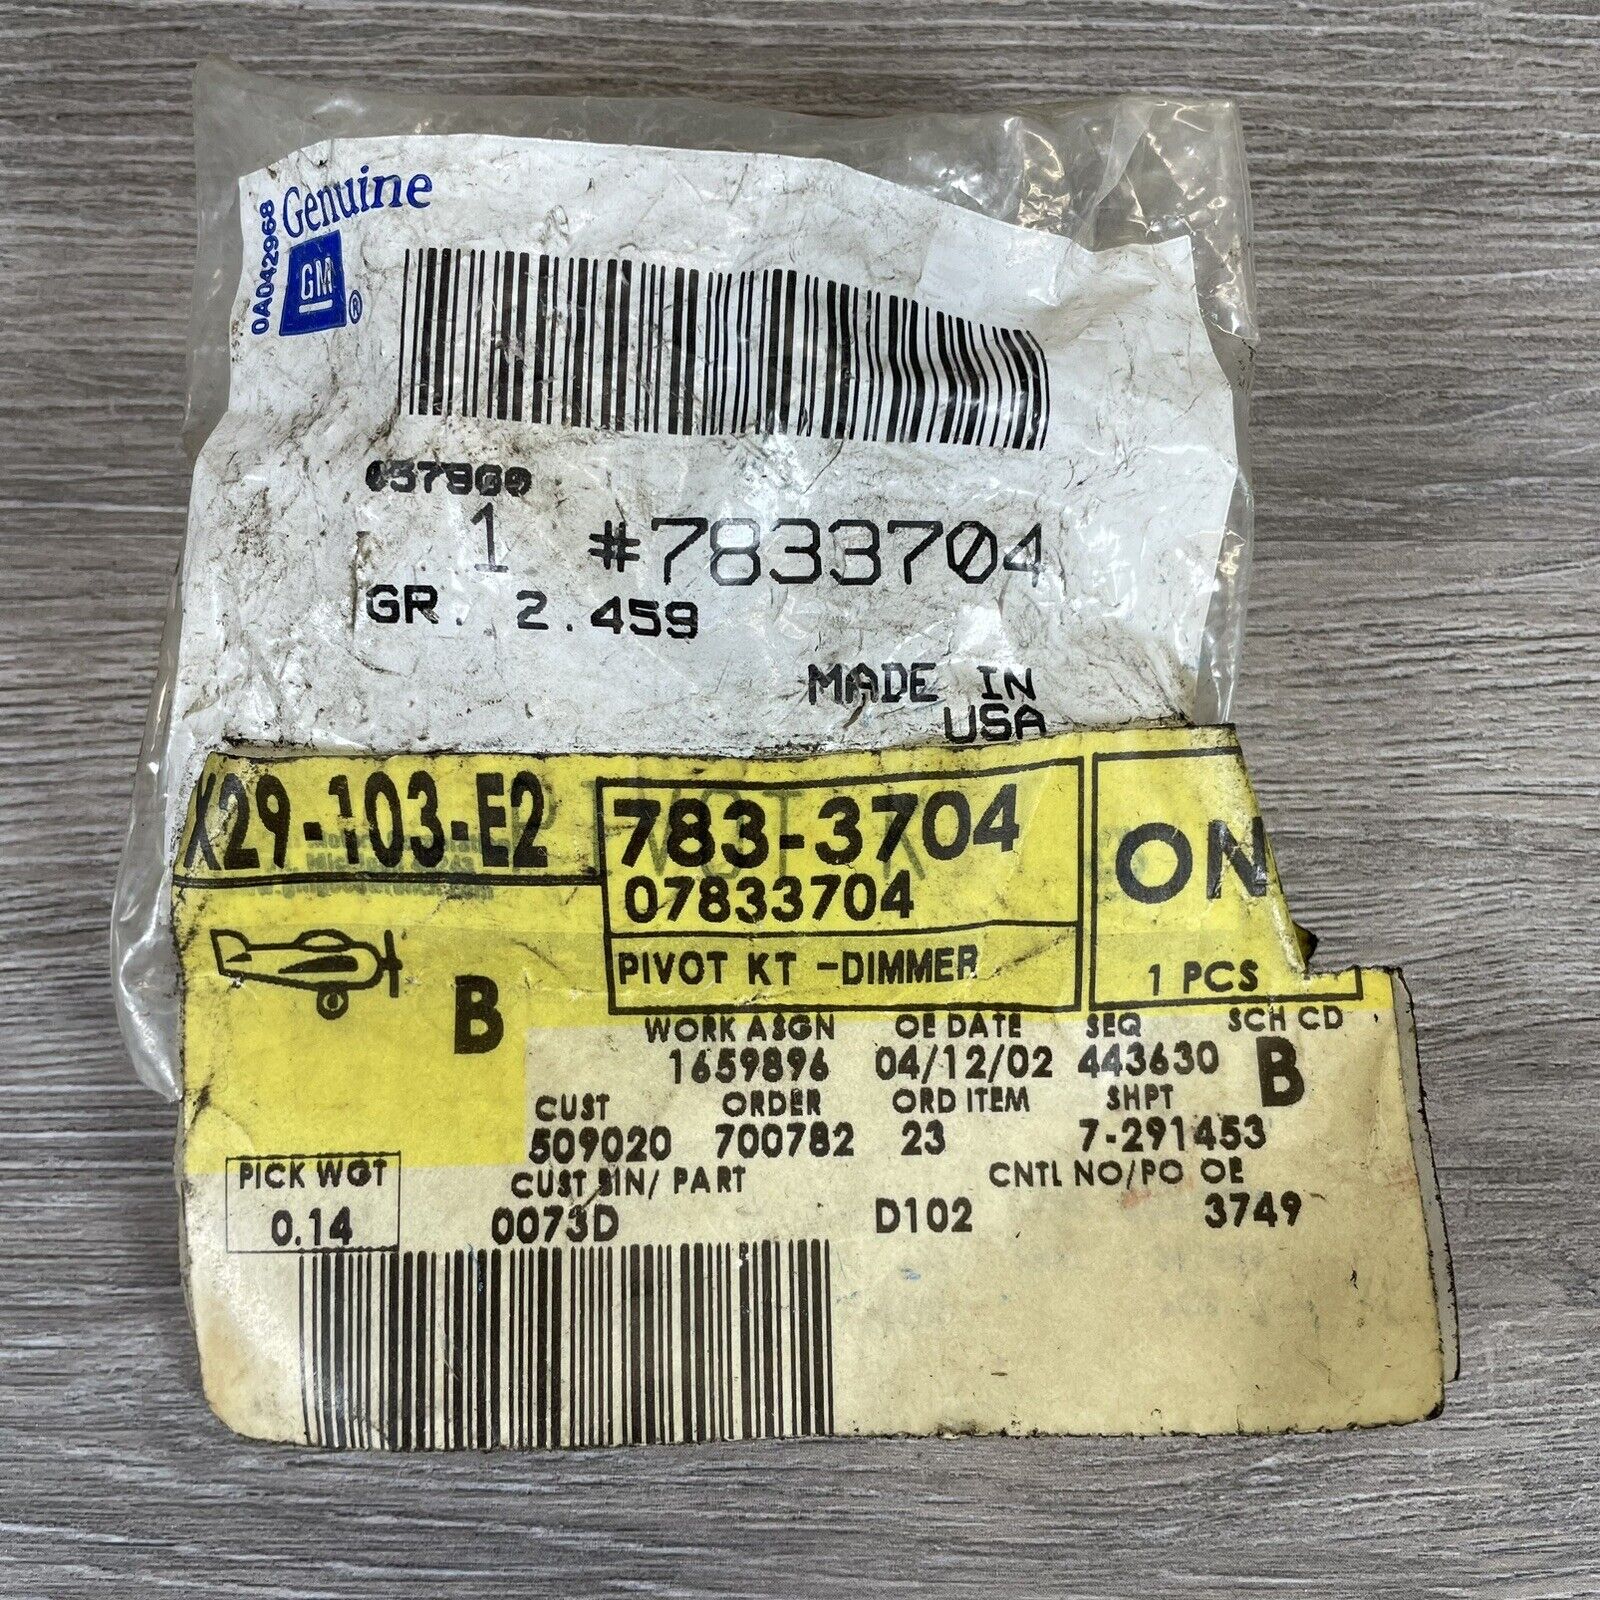 0A042968
Genuine
GM®
1 #7833704
GR. 2.459
MADE IN
USA
K29-103-E2
783-3704
07833704
PIVOT KT -DIMMER
ON
1 PCS
B
WORK ASGN OE DATE SEQ SCH CD
1659896 04/12/02 443630 B
CUST ORDER ORD ITEM SHPT
509020 700782 23 7-291453
PICK WGT CUST BIN/ PART CNTL NO/PO OE
0.14 0073D D102 3749